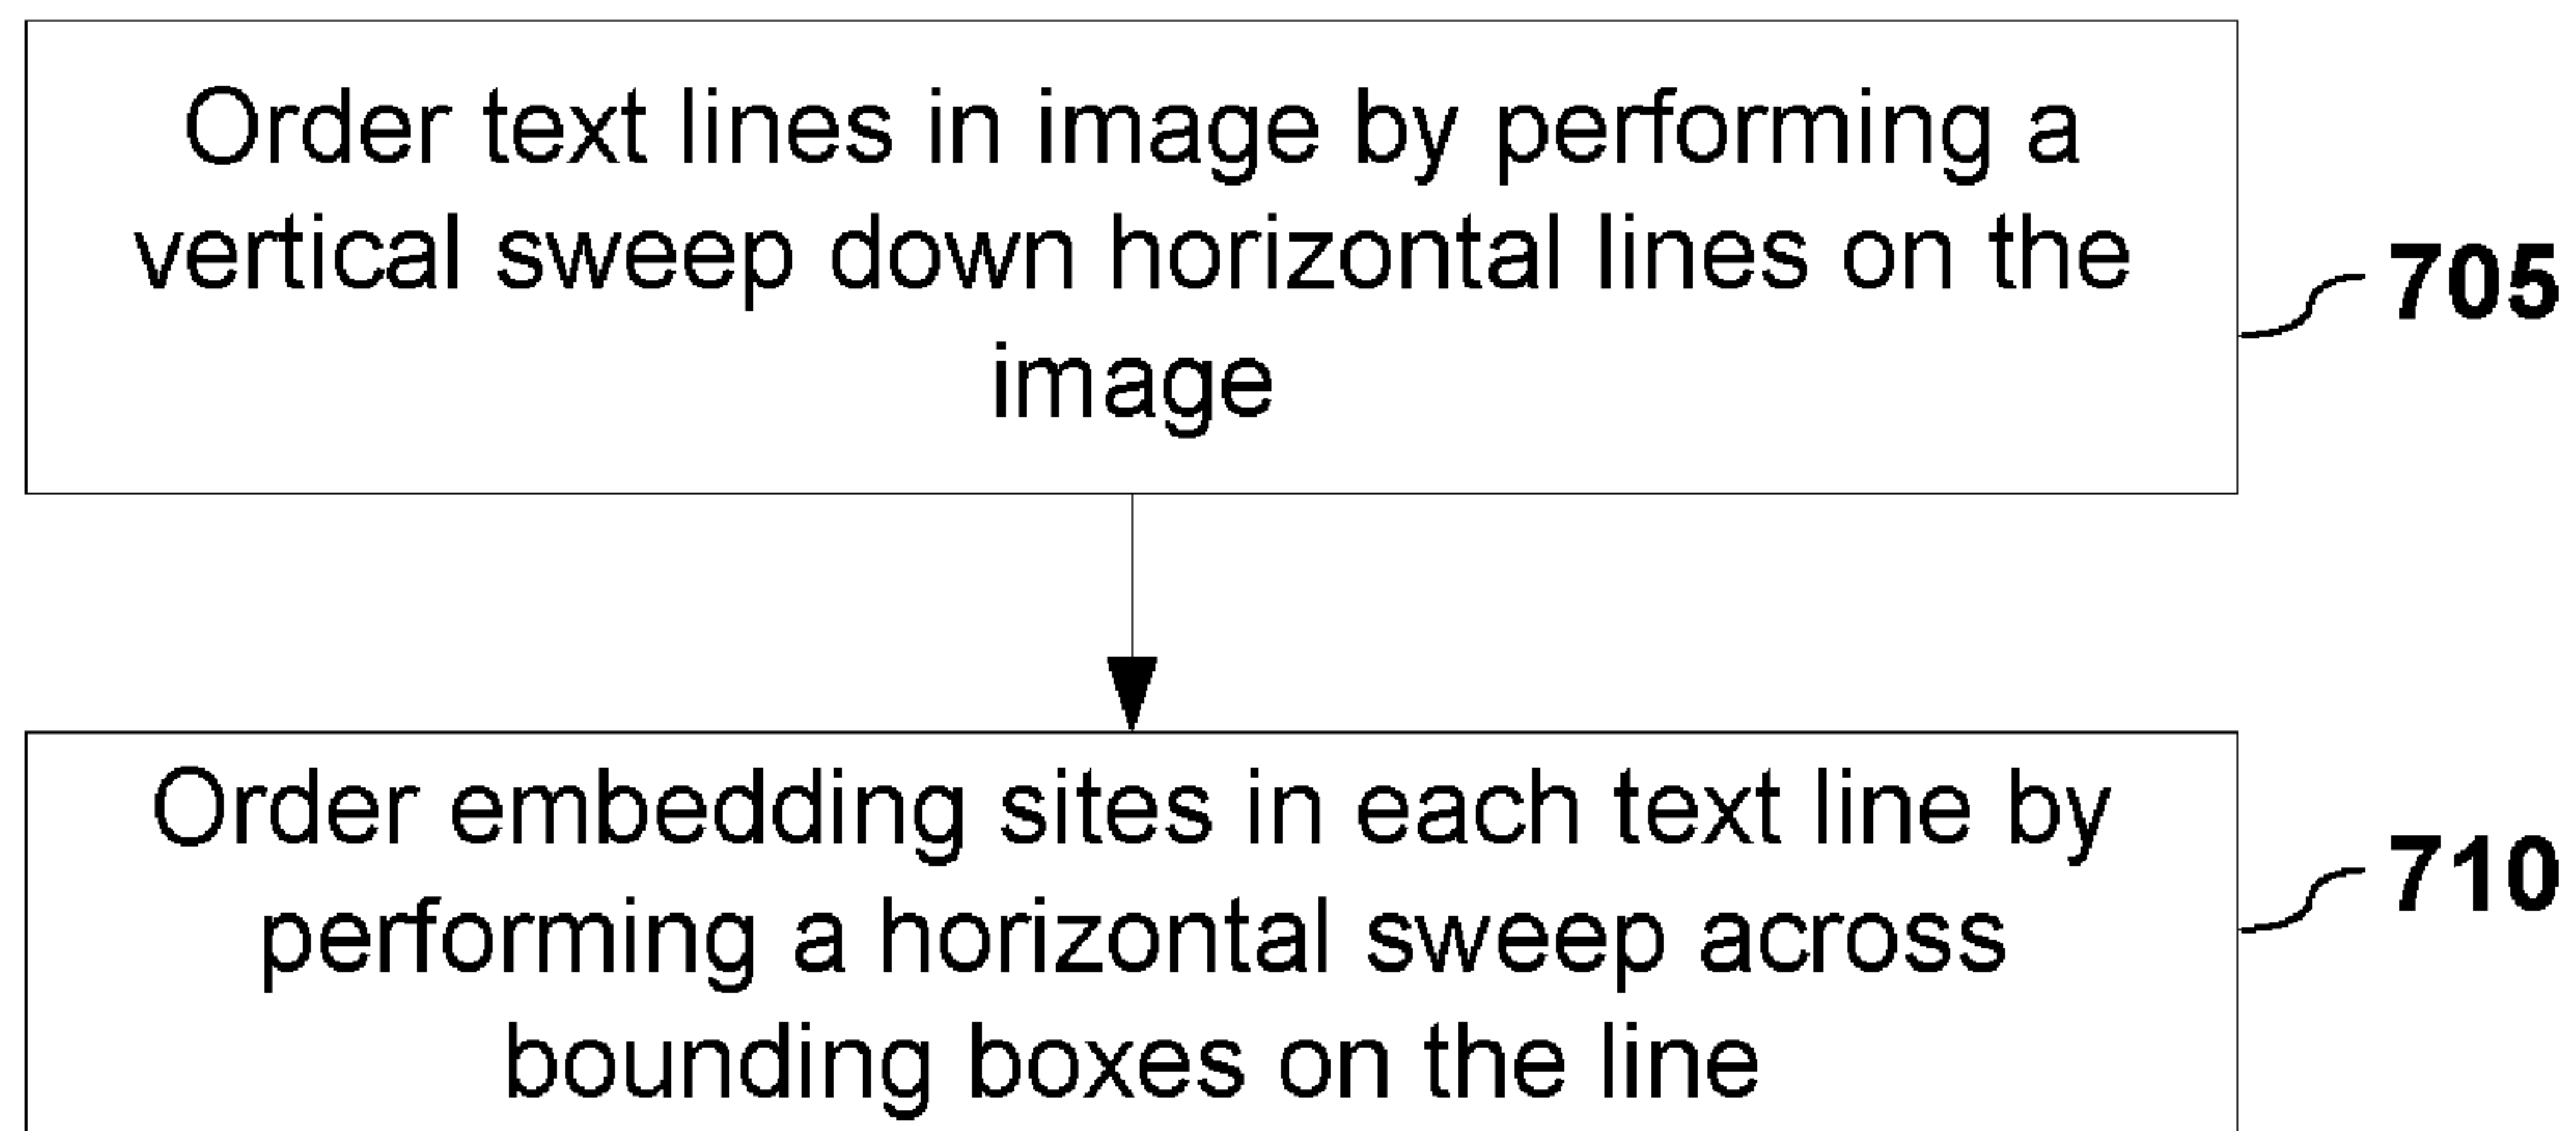 Order text lines in image by performing a
vertical sweep down horizontal lines on the
image
705
Order embedding sites in each text line by
performing a horizontal sweep across
bounding boxes on the line
710